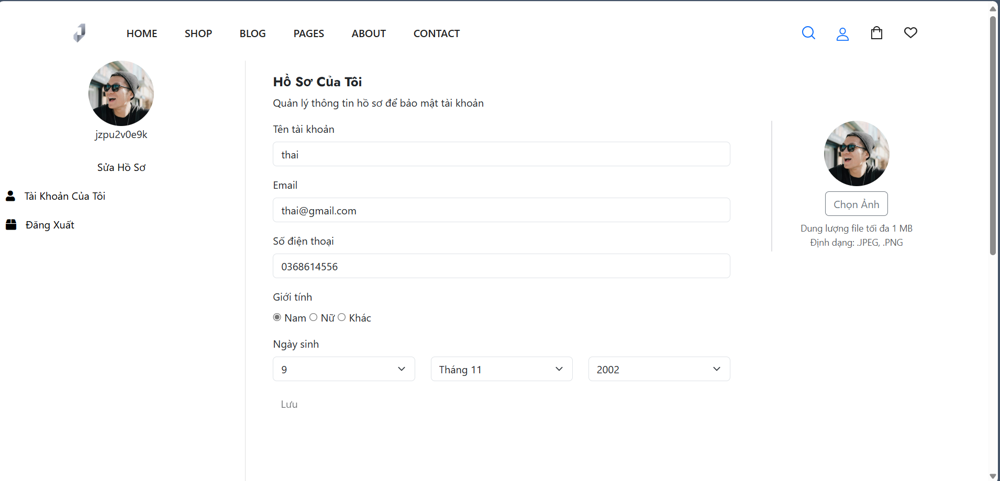 HOME SHOP BLOG PAGES ABOUT CONTACT
jzpu2v0e9k
Sửa Hồ Sơ
Tài Khoản Của Tôi
Đăng Xuất
Hồ Sơ Của Tôi
Quản lý thông tin hồ sơ để bảo mật tài khoản
Tên tài khoản
thai
Email
thai@gmail.com
Số điện thoại
0368614556
Giới tính
Nam Nữ Khác
Ngày sinh
9 Tháng 11 2002
Lưu
Chọn Ảnh
Dung lượng file tối đa 1 MB
Định dạng: .JPEG, .PNG